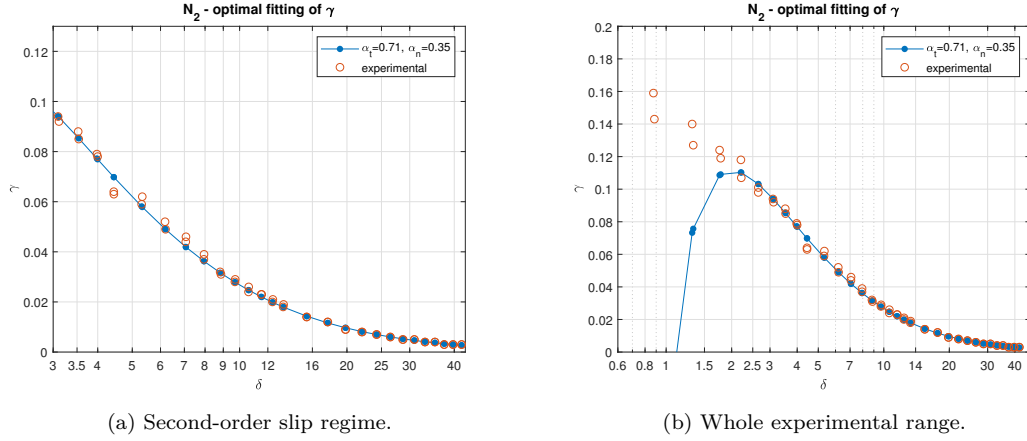 N2 - optimal fitting of γ
αt=0.71, αn=0.35
experimental
γ
0.12
0.1
0.08
0.06
0.04
0.02
0
3 3.5 4 5 6 7 8 9 10 12 16 20 25 30 40
δ
(a) Second-order slip regime.
N2 - optimal fitting of γ
αt=0.71, αn=0.35
experimental
γ
0.2
0.18
0.16
0.14
0.12
0.1
0.08
0.06
0.04
0.02
0
0.6 0.8 1 1.5 2 2.5 3 4 5 7 10 14 20 30 40
δ
(b) Whole experimental range.